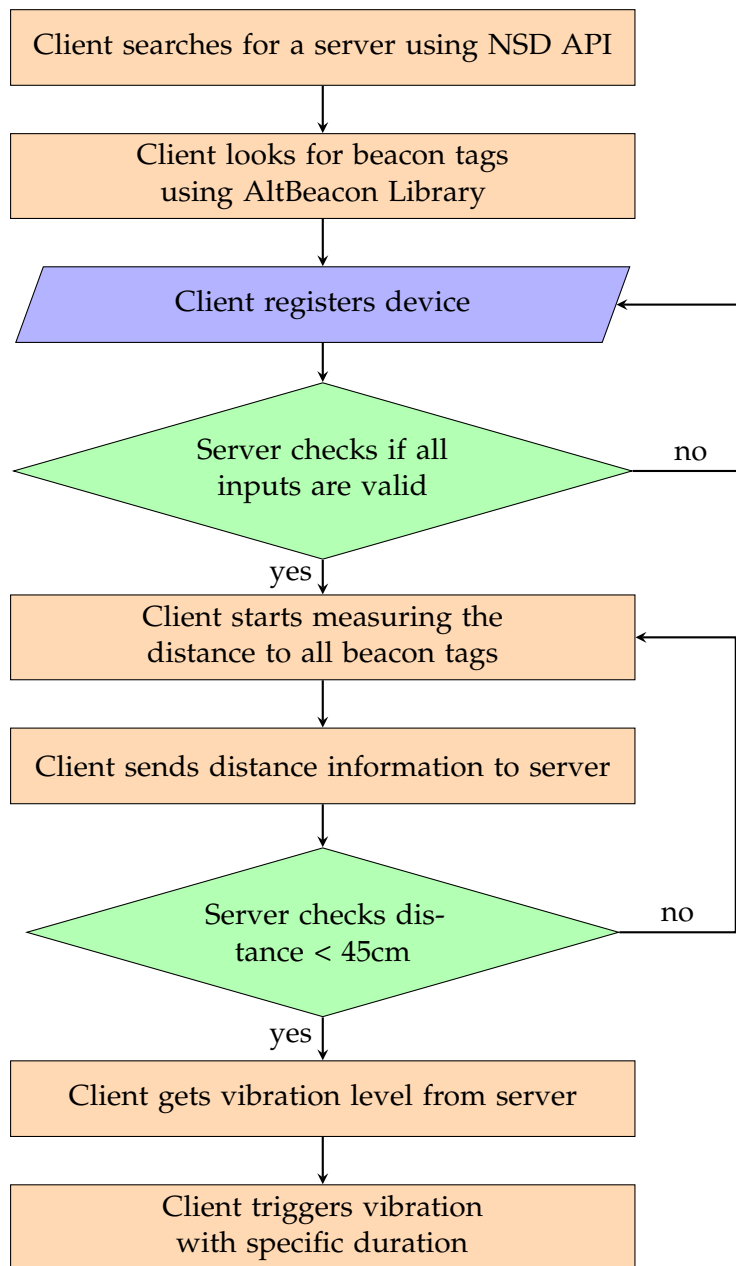 Client searches for a server using NSD API
Client looks for beacon tags
using AltBeacon Library
Client registers device
Server checks if all
inputs are valid
no
yes
Client starts measuring the
distance to all beacon tags
Client sends distance information to server
Server checks dis-
tance < 45cm
no
yes
Client gets vibration level from server
Client triggers vibration
with specific duration